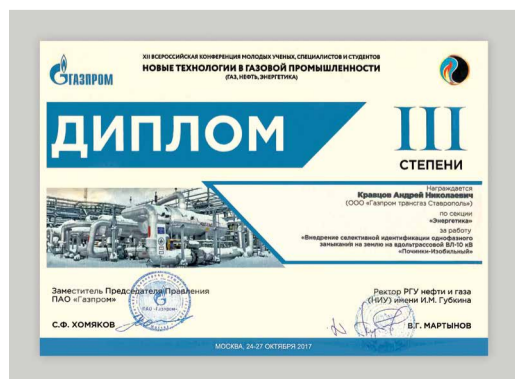 ГАЗПРОМ
XII ВСЕРОССИЙСКАЯ КОНФЕРЕНЦИЯ МОЛОДЫХ УЧЕНЫХ, СПЕЦИАЛИСТОВ И СТУДЕНТОВ
НОВЫЕ ТЕХНОЛОГИИ В ГАЗОВОЙ ПРОМЫШЛЕННОСТИ
(ГАЗ, НЕФТЬ, ЭНЕРГЕТИКА)
ДИПЛОМ
III
СТЕПЕНИ
Награждается
Кравцов Андрей Николаевич
(ООО «Газпром трансгаз Ставрополь»)
по секции
«Энергетика»
за работу
«Внедрение селективной идентификации однофазного
замыкания на землю на вдольтрассовой ВЛ-10 кВ
«Починки-Изобильный»
Заместитель Председателя Правления
ПАО «Газпром»
С.Ф. ХОМЯКОВ
ПАО «Газпром»
Ректор РГУ нефти и газа
(НИУ) имени И.М. Губкина
В.Г. МАРТЫНОВ
МОСКВА, 24-27 ОКТЯБРЯ 2017